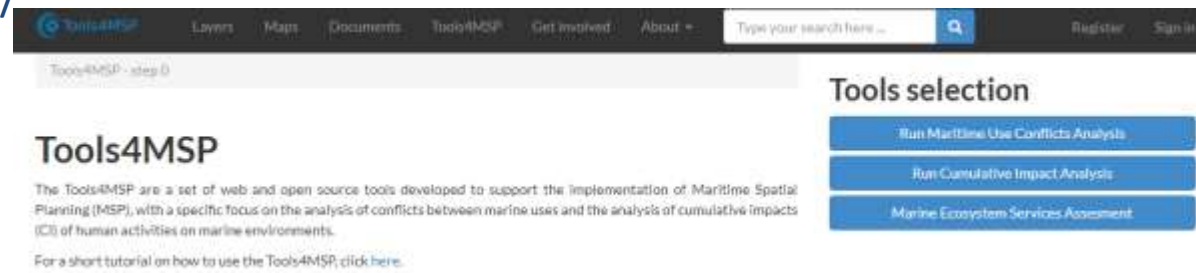 /
Tools4MSP Layers Maps Documents Tools4MSP Get involved About Type your search here ... Register Sign in
Tools4MSP - step 0
Tools selection
Run Maritime Use Conflicts Analysis
Run Cumulative Impact Analysis
Marine Ecosystem Services Assesment
Tools4MSP
The Tools4MSP are a set of web and open source tools developed to support the implementation of Maritime Spatial
Planning (MSP), with a specific focus on the analysis of conflicts between marine uses and the analysis of cumulative impacts
(CI) of human activities on marine environments.
For a short tutorial on how to use the Tools4MSP, click here.